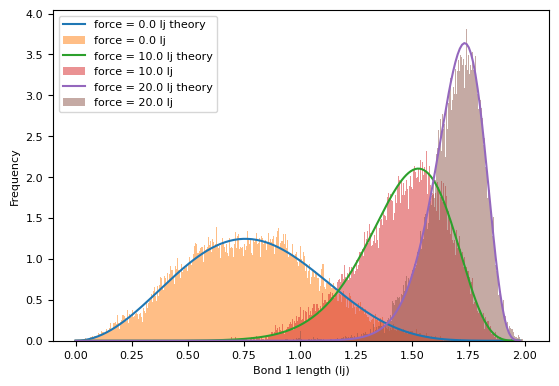 force = 0.0 lj theory
force = 0.0 lj
force = 10.0 lj theory
force = 10.0 lj
force = 20.0 lj theory
force = 20.0 lj
4.0
3.5
3.0
2.5
2.0
1.5
1.0
0.5
0.0
Frequency
0.00 0.25 0.50 0.75 1.00 1.25 1.50 1.75 2.00
Bond 1 length (lj)